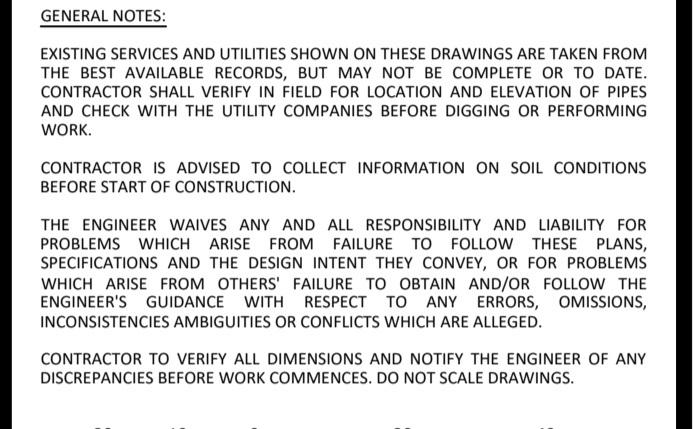 GENERAL NOTES:
EXISTING SERVICES AND UTILITIES SHOWN ON THESE DRAWINGS ARE TAKEN FROM
THE BEST AVAILABLE RECORDS, BUT MAY NOT BE COMPLETE OR TO DATE.
CONTRACTOR SHALL VERIFY IN FIELD FOR LOCATION AND ELEVATION OF PIPES
AND CHECK WITH THE UTILITY COMPANIES BEFORE DIGGING OR PERFORMING
WORK.
CONTRACTOR IS ADVISED TO COLLECT INFORMATION ON SOIL CONDITIONS
BEFORE START OF CONSTRUCTION.
THE ENGINEER WAIVES ANY AND ALL RESPONSIBILITY AND LIABILITY FOR
PROBLEMS WHICH ARISE FROM FAILURE TO FOLLOW THESE PLANS,
SPECIFICATIONS AND THE DESIGN INTENT THEY CONVEY, OR FOR PROBLEMS
WHICH ARISE FROM OTHERS' FAILURE TO OBTAIN AND/OR FOLLOW THE
ENGINEER'S GUIDANCE WITH RESPECT TO ANY ERRORS, OMISSIONS,
INCONSISTENCIES AMBIGUITIES OR CONFLICTS WHICH ARE ALLEGED.
CONTRACTOR TO VERIFY ALL DIMENSIONS AND NOTIFY THE ENGINEER OF ANY
DISCREPANCIES BEFORE WORK COMMENCES. DO NOT SCALE DRAWINGS.